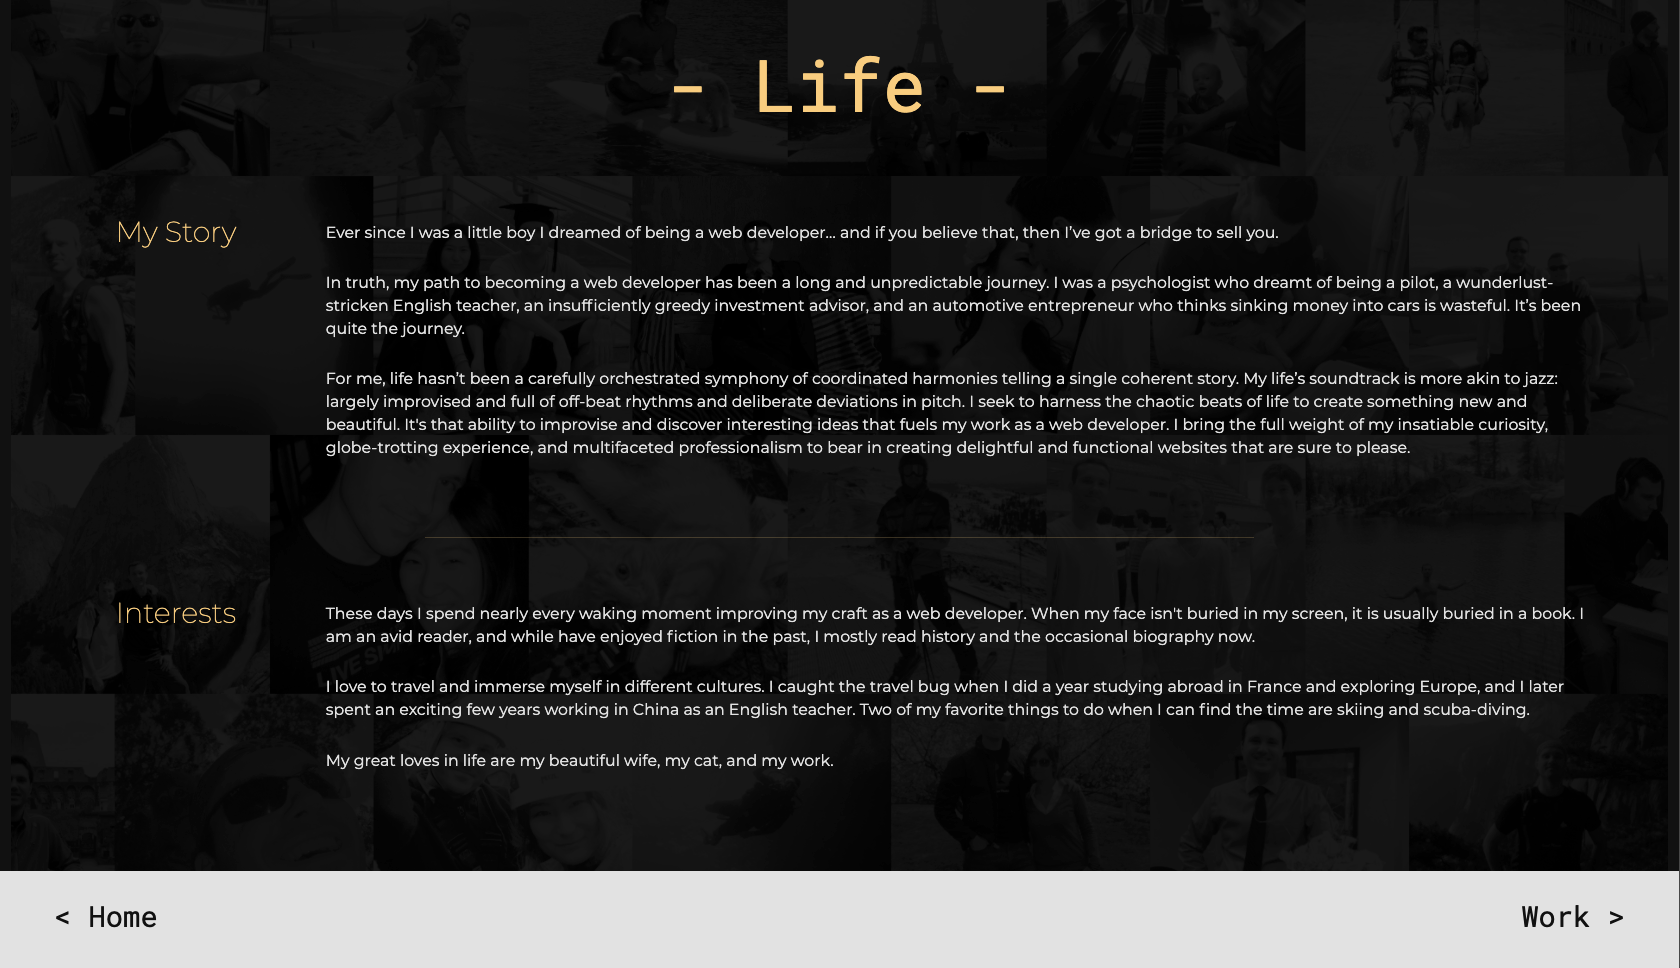 - Life -
My Story
Ever since I was a little boy I dreamed of being a web developer... and if you believe that, then I've got a bridge to sell you.
In truth, my path to becoming a web developer has been a long and unpredictable journey. I was a psychologist who dreamt of being a pilot, a wunderlust-
stricken English teacher, an insufficiently greedy investment advisor, and an automotive entrepreneur who thinks sinking money into cars is wasteful. It's been
quite the journey.
For me, life hasn't been a carefully orchestrated symphony of coordinated harmonies telling a single coherent story. My life's soundtrack is more akin to jazz:
largely improvised and full of off-beat rhythms and deliberate deviations in pitch. I seek to harness the chaotic beats of life to create something new and
beautiful. It's that ability to improvise and discover interesting ideas that fuels my work as a web developer. I bring the full weight of my insatiable curiosity,
globe-trotting experience, and multifaceted professionalism to bear in creating delightful and functional websites that are sure to please.
Interests
These days I spend nearly every waking moment improving my craft as a web developer. When my face isn't buried in my screen, it is usually buried in a book. I
am an avid reader, and while have enjoyed fiction in the past, I mostly read history and the occasional biography now.
I love to travel and immerse myself in different cultures. I caught the travel bug when I did a year studying abroad in France and exploring Europe, and I later
spent an exciting few years working in China as an English teacher. Two of my favorite things to do when I can find the time are skiing and scuba-diving.
My great loves in life are my beautiful wife, my cat, and my work.
< Home
Work >